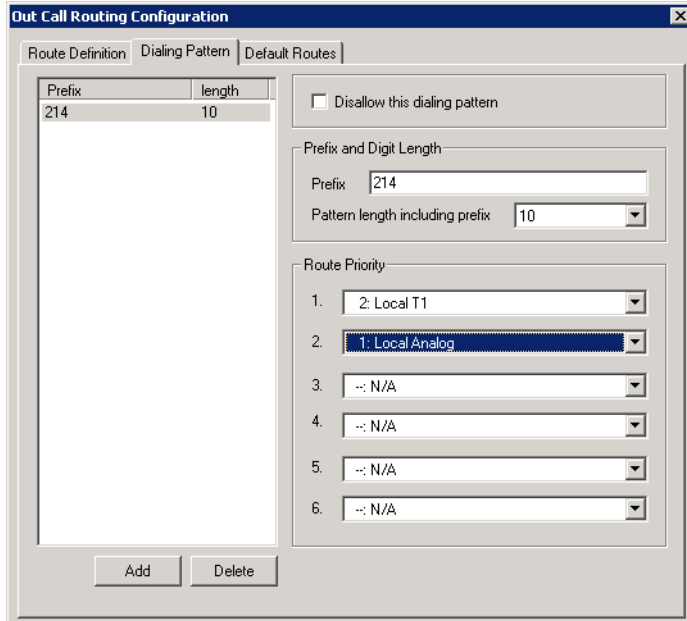 Out Call Routing Configuration
Route Definition Dialing Pattern Default Routes
Prefix length
214 10
Disallow this dialing pattern
Prefix and Digit Length
Prefix 214
Pattern length including prefix 10
Route Priority
1. 2: Local T1
2. 1: Local Analog
3. --: N/A
4. --: N/A
5. --: N/A
6. --: N/A
Add Delete